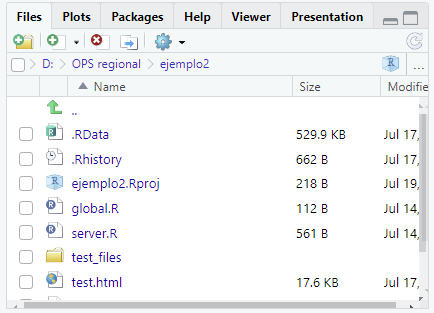 Files Plots Packages Help Viewer Presentation
D: OPS regional ejemplo2 R ...
Name Size Modifie
..
.RData 529.9 KB Jul 17,
.Rhistory 662 B Jul 17,
ejemplo2.Rproj 218 B Jul 19,
global.R 112 B Jul 14,
server.R 561 B Jul 14,
test_files
test.html 17.6 KB Jul 17,